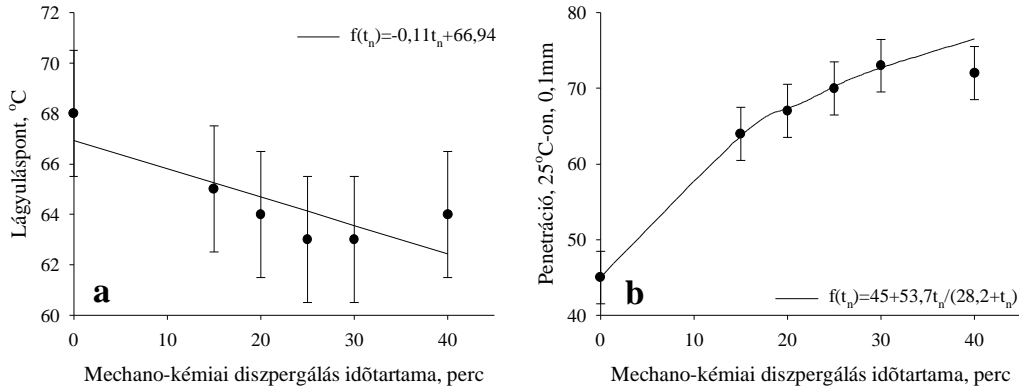 72
70
68
66
64
62
60
Lágyuláspont, °C
f(tn)=-0,11tn+66,94
a
0
10
20
30
40
Mechano-kémiai diszpergálás idõtartama, perc
80
70
60
50
40
Penetráció, 25°C-on, 0,1mm
f(tn)=45+53,7tn/(28,2+tn)
b
0
10
20
30
40
Mechano-kémiai diszpergálás idõtartama, perc